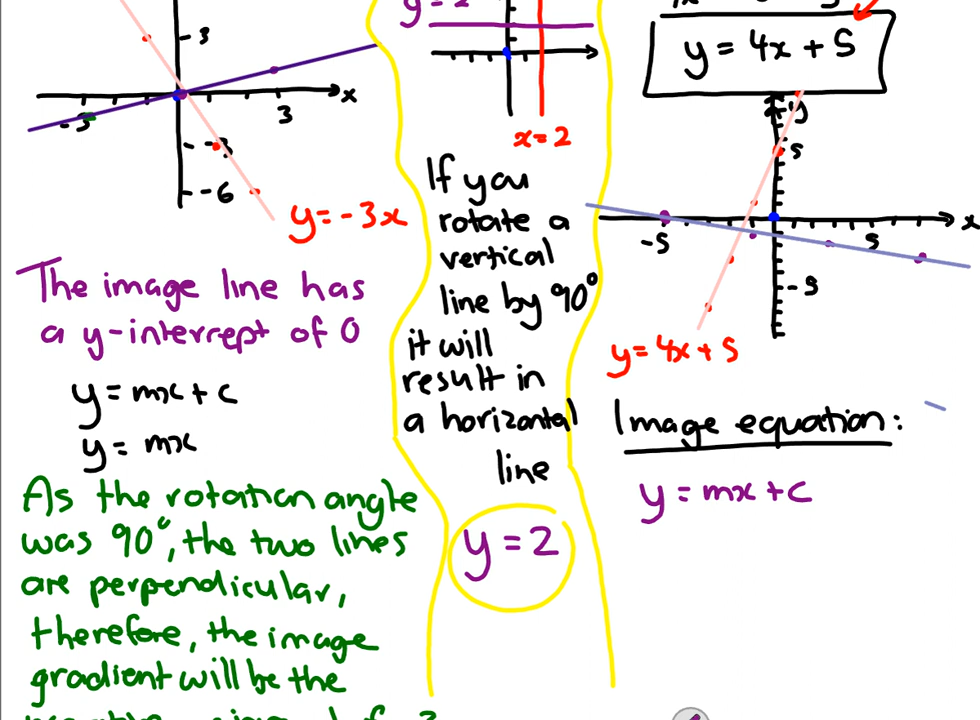 3
x
-3
3
-3
-6
y=-3x
The image line has
a y-intercept of 0
y = mx + c
y = mx
As the rotation angle
was 90°, the two lines
are perpendicular,
therefore, the image
gradient will be the
y=2
x=2
If you
rotate a
vertical
line by 90°
it will
result in
a horizontal
line
y=2
y = 4x + 5
y
5
x
-5
5
-5
y=4x+5
Image equation:
y = mx + c